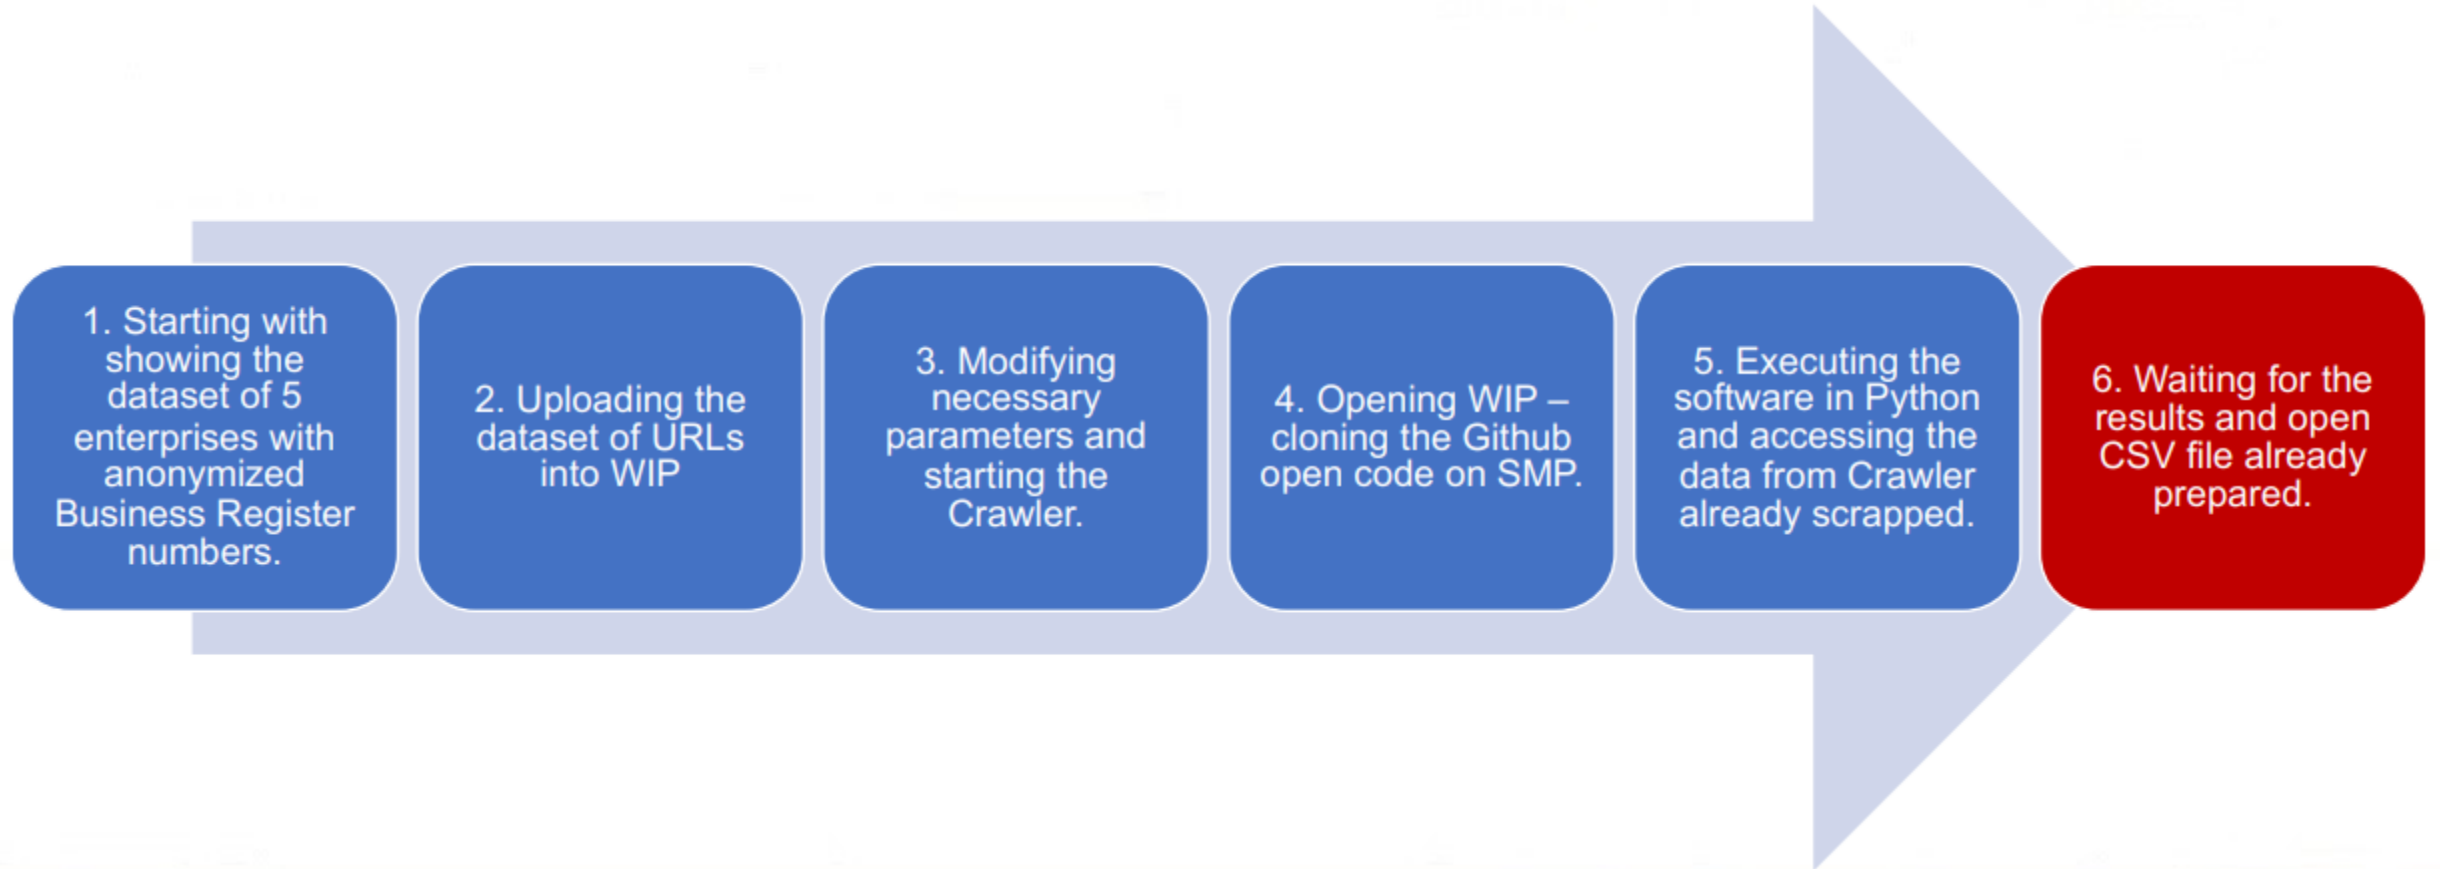 1. Starting with
showing the
dataset of 5
enterprises with
anonymized
Business Register
numbers.
2. Uploading the
dataset of URLs
into WIP
3. Modifying
necessary
parameters and
starting the
Crawler.
4. Opening WIP –
cloning the Github
open code on SMP.
5. Executing the
software in Python
and accessing the
data from Crawler
already scrapped.
6. Waiting for the
results and open
CSV file already
prepared.